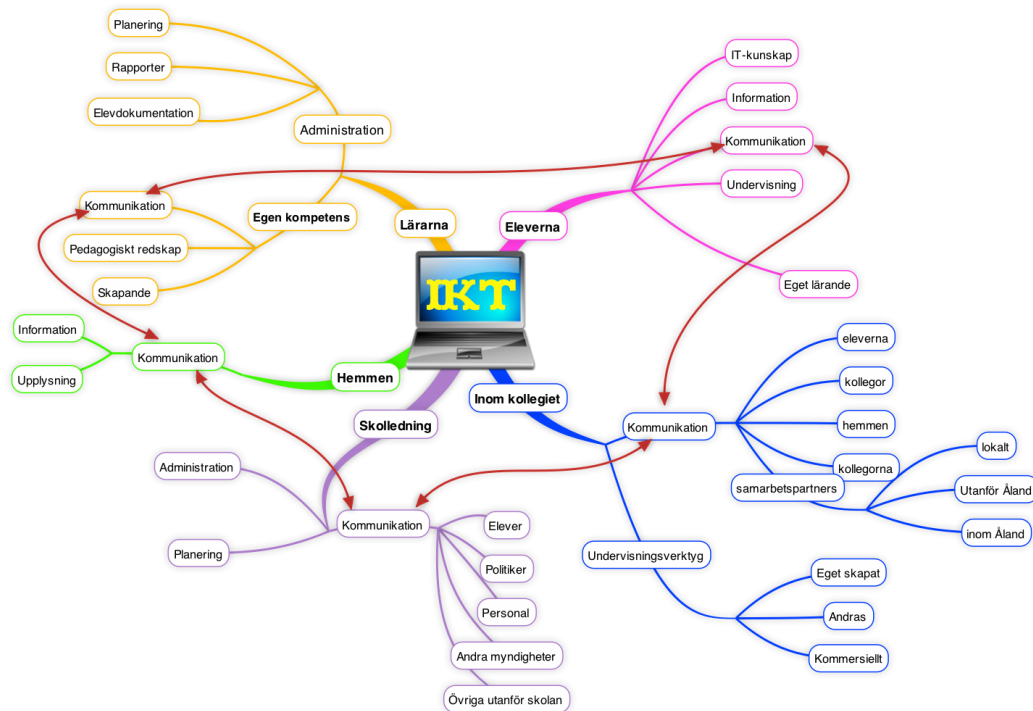 IKT
Lärarna
Administration
Planering
Rapporter
Elevdokumentation
Egen kompetens
Kommunikation
Pedagogiskt redskap
Skapande
Eleverna
IT-kunskap
Information
Kommunikation
Undervisning
Eget lärande
Hemmen
Kommunikation
Information
Upplysning
Skolledning
Administration
Planering
Kommunikation
Elever
Politiker
Personal
Andra myndigheter
Övriga utanför skolan
Inom kollegiet
Kommunikation
eleverna
kollegor
hemmen
kollegorna
samarbetspartners
lokalt
Utanför Åland
inom Åland
Undervisningsverktyg
Eget skapat
Andras
Kommersiellt